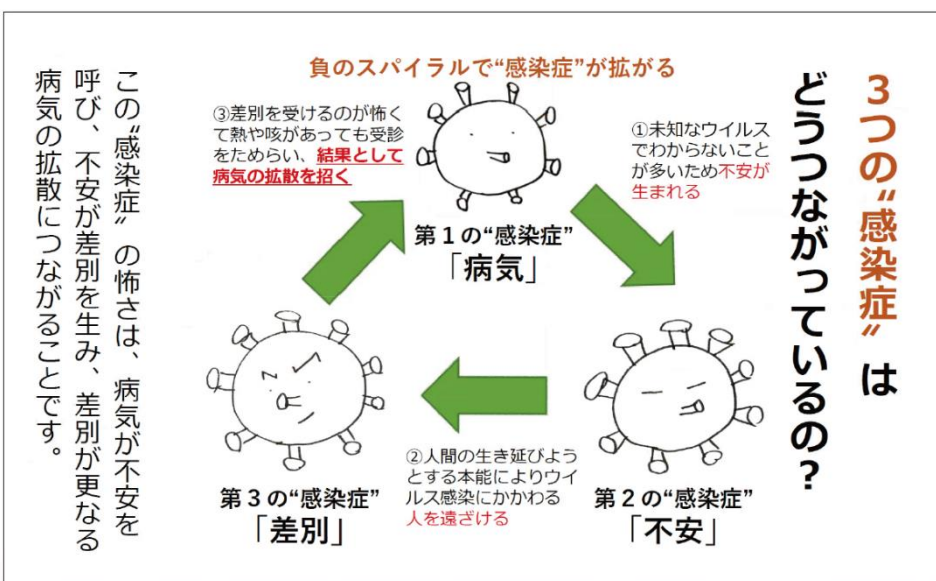 3つの“感染症”は
どうつながっているの?
負のスパイラルで“感染症”が拡がる
①未知なウイルス
でわからないこと
が多いため不安が
生まれる
第1の“感染症”
「病気」
②人間の生き延びよう
とする本能によりウイ
ルス感染にかかわる
人を遠ざける
第2の“感染症”
「不安」
③差別を受けるのが怖く
て熱や咳があっても受診
をためらい、結果として
病気の拡散を招く
第3の“感染症”
「差別」
この“感染症”の怖さは、病気が不安を
呼び、不安が差別を生み、差別が更なる
病気の拡散につながることです。